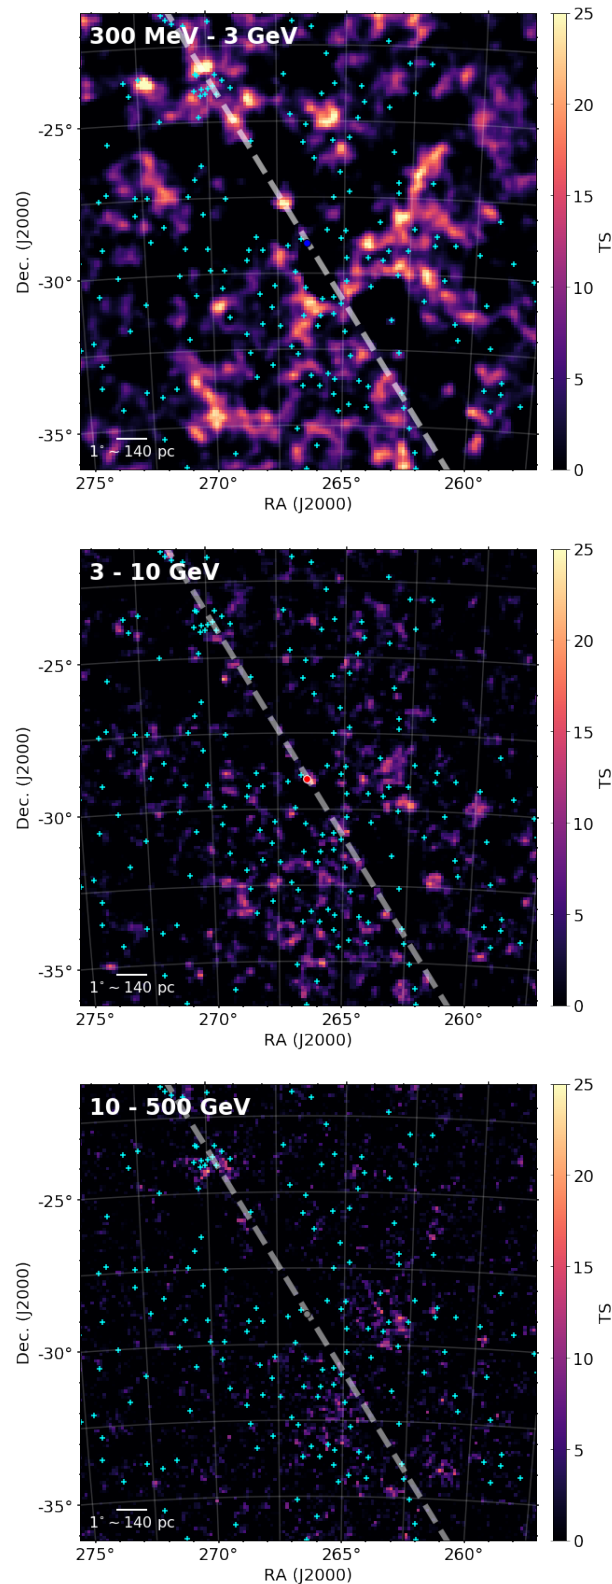 300 MeV - 3 GeV
25
20
15
10
5
0
TS
-25°
-30°
-35°
Dec. (J2000)
1° ~ 140 pc
275° 270° 265° 260°
RA (J2000)
3 - 10 GeV
25
20
15
10
5
0
TS
-25°
-30°
-35°
Dec. (J2000)
1° ~ 140 pc
275° 270° 265° 260°
RA (J2000)
10 - 500 GeV
25
20
15
10
5
0
TS
-25°
-30°
-35°
Dec. (J2000)
1° ~ 140 pc
275° 270° 265° 260°
RA (J2000)